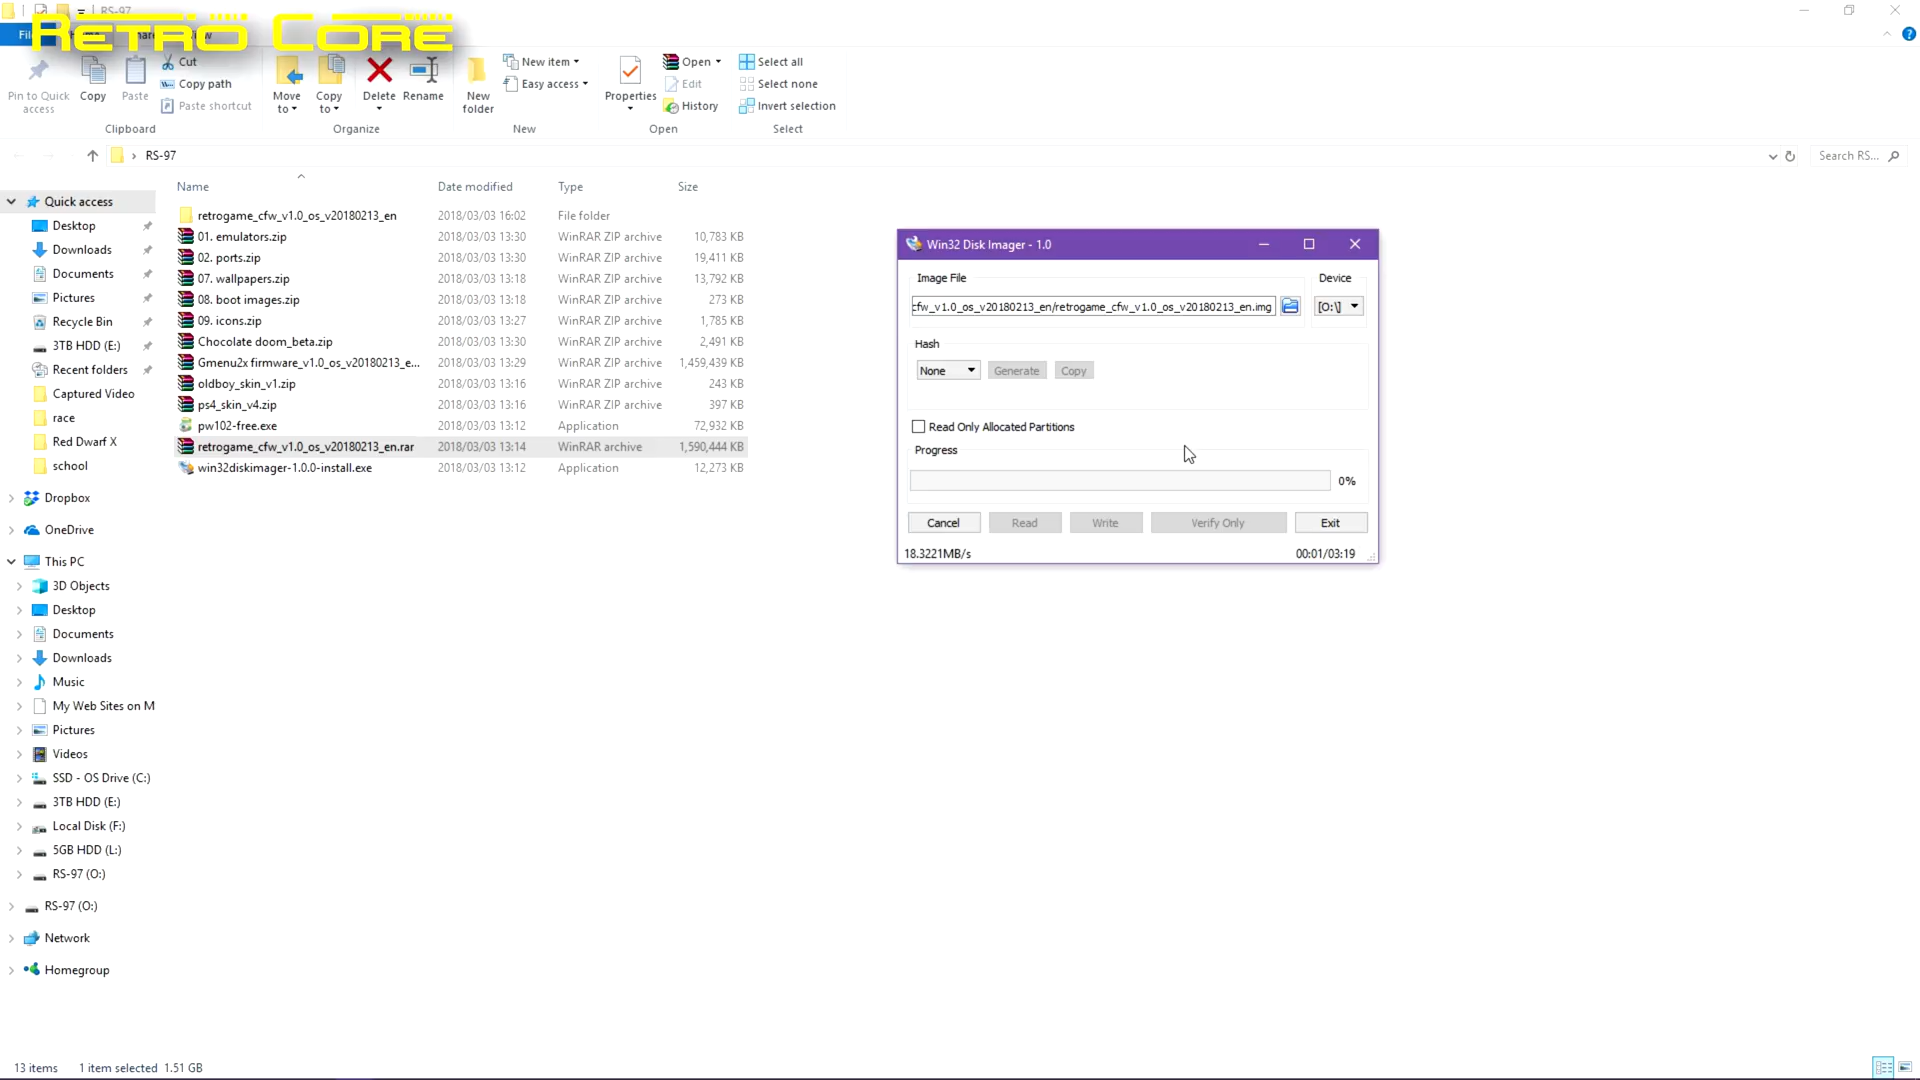 RS-97
RETRO CORE
Pin to Quick access
Copy
Paste
Cut
Copy path
Paste shortcut
Clipboard
Move to
Copy to
Delete
Rename
Organize
New folder
New item
Easy access
New
Properties
Open
Edit
History
Open
Select all
Select none
Invert selection
Select
RS-97
Search RS...
Name Date modified Type Size
retrogame_cfw_v1.0_os_v20180213_en 2018/03/03 16:02 File folder
01. emulators.zip 2018/03/03 13:30 WinRAR ZIP archive 10,783 KB
02. ports.zip 2018/03/03 13:30 WinRAR ZIP archive 19,411 KB
07. wallpapers.zip 2018/03/03 13:18 WinRAR ZIP archive 13,792 KB
08. boot images.zip 2018/03/03 13:18 WinRAR ZIP archive 273 KB
09. icons.zip 2018/03/03 13:27 WinRAR ZIP archive 1,785 KB
Chocolate doom_beta.zip 2018/03/03 13:30 WinRAR ZIP archive 2,491 KB
Gmenu2x firmware_v1.0_os_v20180213_e... 2018/03/03 13:29 WinRAR ZIP archive 1,459,439 KB
oldboy_skin_v1.zip 2018/03/03 13:16 WinRAR ZIP archive 243 KB
ps4_skin_v4.zip 2018/03/03 13:16 WinRAR ZIP archive 397 KB
pw102-free.exe 2018/03/03 13:12 Application 72,932 KB
retrogame_cfw_v1.0_os_v20180213_en.rar 2018/03/03 13:14 WinRAR archive 1,590,444 KB
win32diskimager-1.0.0-install.exe 2018/03/03 13:12 Application 12,273 KB
Quick access
Desktop
Downloads
Documents
Pictures
Recycle Bin
3TB HDD (E:)
Recent folders
Captured Video
race
Red Dwarf X
school
Dropbox
OneDrive
This PC
3D Objects
Desktop
Documents
Downloads
Music
My Web Sites on M
Pictures
Videos
SSD - OS Drive (C:)
3TB HDD (E:)
Local Disk (F:)
5GB HDD (L:)
RS-97 (O:)
RS-97 (O:)
Network
Homegroup
Win32 Disk Imager - 1.0
Image File Device
cfw_v1.0_os_v20180213_en/retrogame_cfw_v1.0_os_v20180213_en.img [O:\]
Hash
None Generate Copy
Read Only Allocated Partitions
Progress
0%
Cancel Read Write Verify Only Exit
18.3221MB/s 00:01/03:19
13 items 1 item selected 1.51 GB